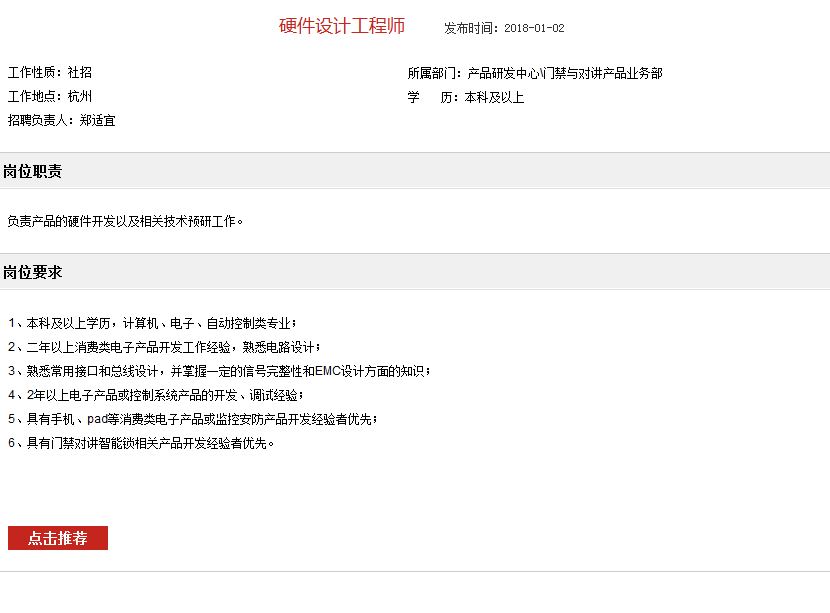 硬件设计工程师 发布时间：2018-01-02
工作性质：社招 所属部门：产品研发中心\门禁与对讲产品业务部
工作地点：杭州 学 历：本科及以上
招聘负责人：郑适宜
岗位职责
负责产品的硬件开发以及相关技术预研工作。
岗位要求
1、本科及以上学历，计算机、电子、自动控制类专业；
2、二年以上消费类电子产品开发工作经验，熟悉电路设计；
3、熟悉常用接口和总线设计，并掌握一定的信号完整性和EMC设计方面的知识；
4、2年以上电子产品或控制系统产品的开发、调试经验；
5、具有手机、pad等消费类电子产品或监控安防产品开发经验者优先；
6、具有门禁对讲智能锁相关产品开发经验者优先。
点击推荐